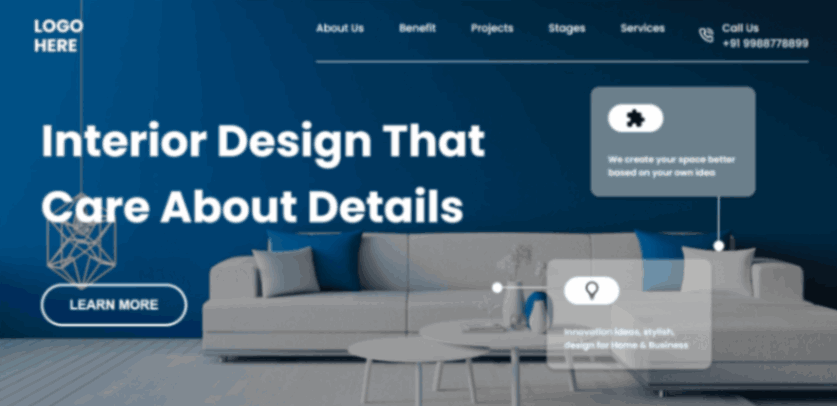 LOGO
HERE
About Us
Benefit
Projects
Stages
Services
Call Us
+91 9988778899
Interior Design That
Care About Details
LEARN MORE
We create your space better
based on your own idea
Innovation ideas, stylish,
design for Home & Business